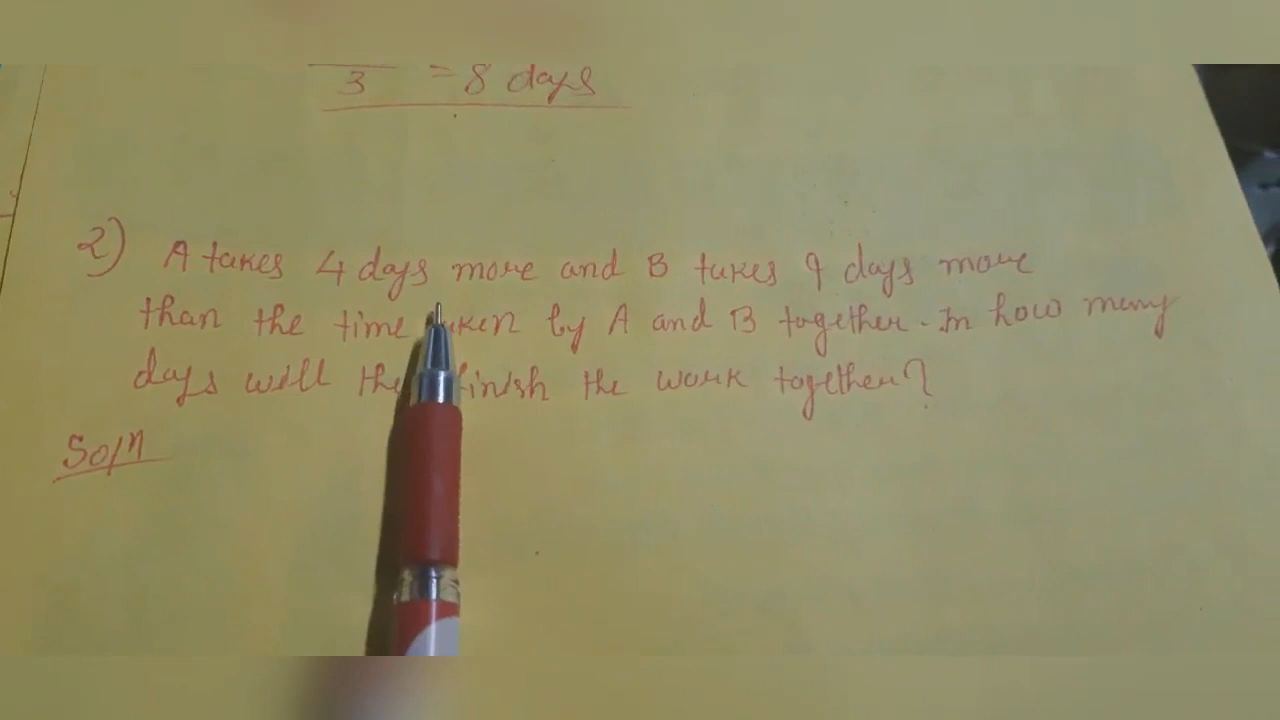 3 = 8 days
2) A takes 4 days more and B takes 9 days more
than the time taken by A and B together. In how many
days will they finish the work together?
Soln